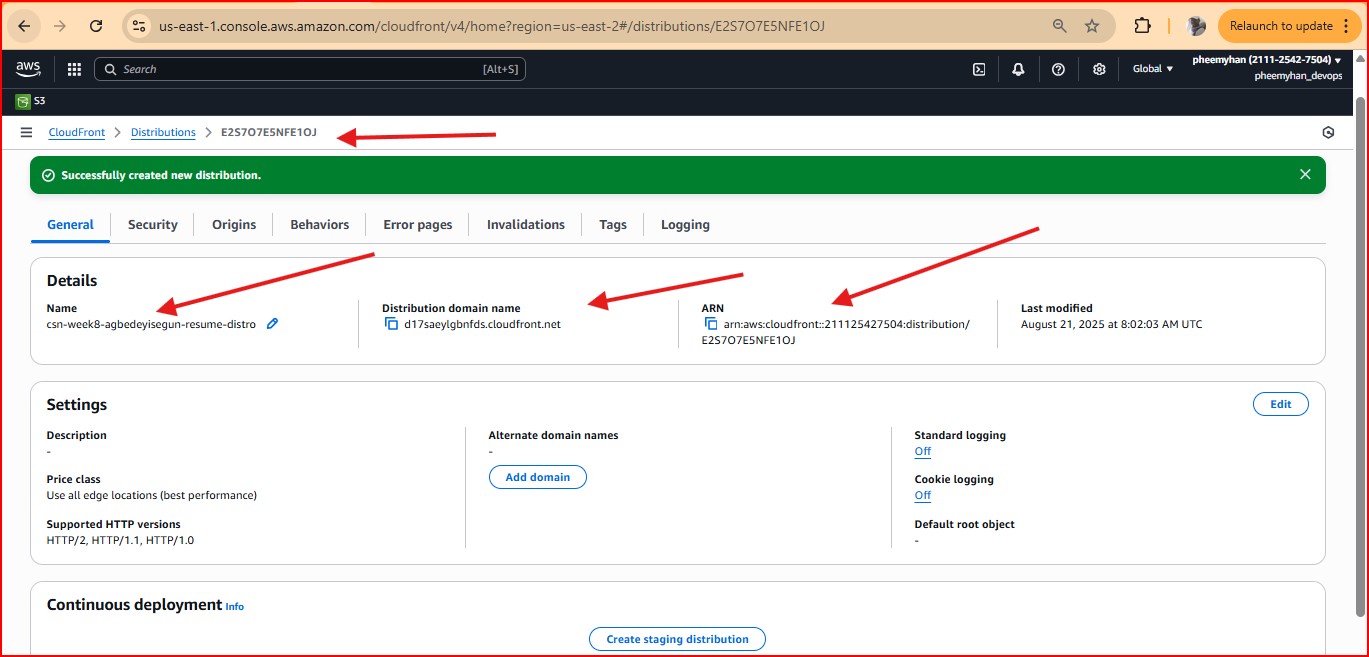 us-east-1.console.aws.amazon.com/cloudfront/v4/home?region=us-east-2#/distributions/E2S7O7E5NFE1OJ
Relaunch to update
aws
Search
[Alt+S]
Global
pheemyhan (2111-2542-7504)
pheemyhan_devops
S3
CloudFront > Distributions > E2S7O7E5NFE1OJ
Successfully created new distribution.
General Security Origins Behaviors Error pages Invalidations Tags Logging
Details
Name
csn-week8-agbedeyisegun-resume-distro
Distribution domain name
d17saeylgbnfds.cloudfront.net
ARN
arn:aws:cloudfront::211125427504:distribution/
E2S7O7E5NFE1OJ
Last modified
August 21, 2025 at 8:02:03 AM UTC
Settings
Edit
Description
-
Price class
Use all edge locations (best performance)
Supported HTTP versions
HTTP/2, HTTP/1.1, HTTP/1.0
Alternate domain names
-
Add domain
Standard logging
Off
Cookie logging
Off
Default root object
-
Continuous deployment Info
Create staging distribution